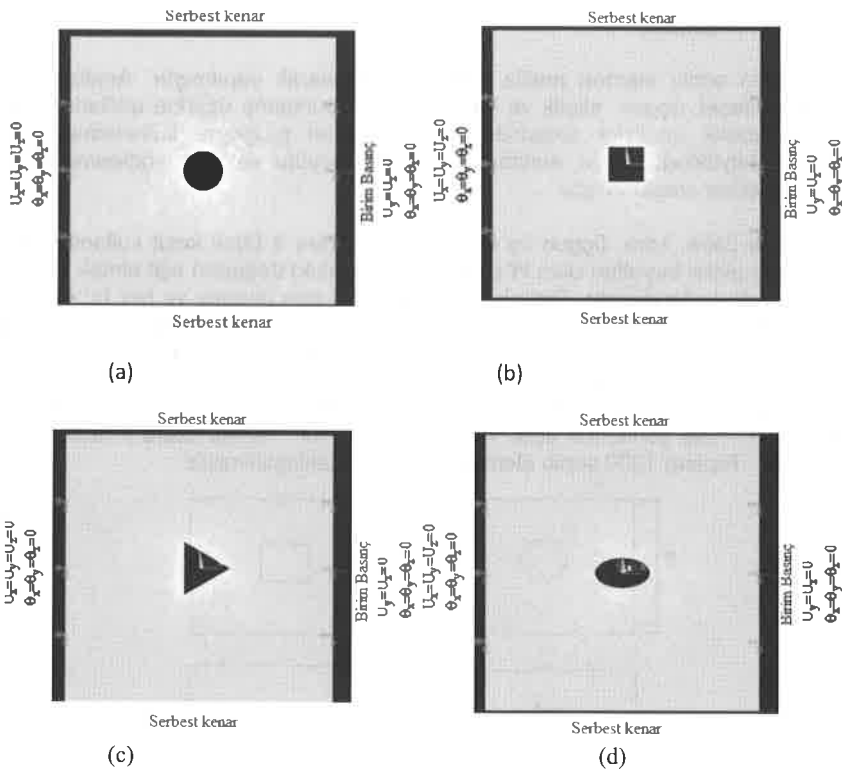 Serbest kenar
Ux=Uy=Uz=0
θx=θy=θz=0
Birim Basınç
Uy=Uz=0
θx=θy=θz=0
Serbest kenar
(a)
Ux=Uy=Uz=0
θx=θy=θz=0
Birim Basınç
Uy=Uz=0
θx=θy=θz=0
Serbest kenar
(b)
Serbest kenar
Ux=Uy=Uz=0
θx=θy=θz=0
Birim Basınç
Uy=Uz=0
θx=θy=θz=0
Serbest kenar
(c)
Serbest kenar
Ux=Uy=Uz=0
θx=θy=θz=0
Birim Basınç
Uy=Uz=0
θx=θy=θz=0
Serbest kenar
(d)